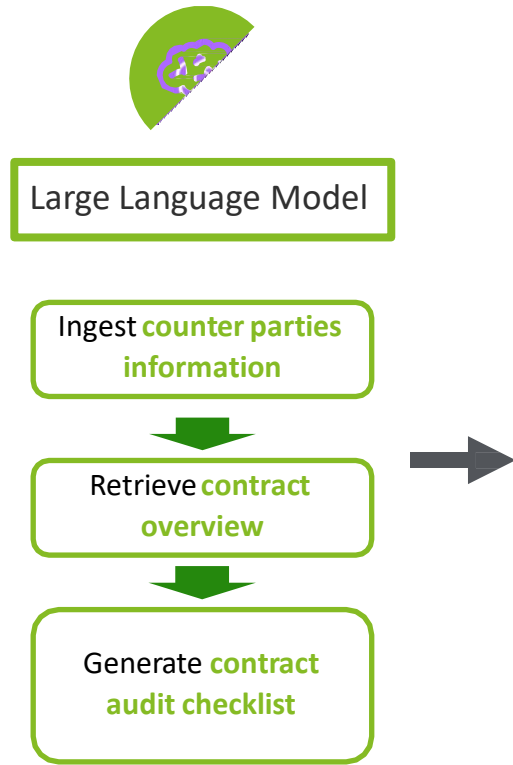 Large Language Model
Ingest counter parties
information
Retrieve contract
overview
Generate contract
audit checklist